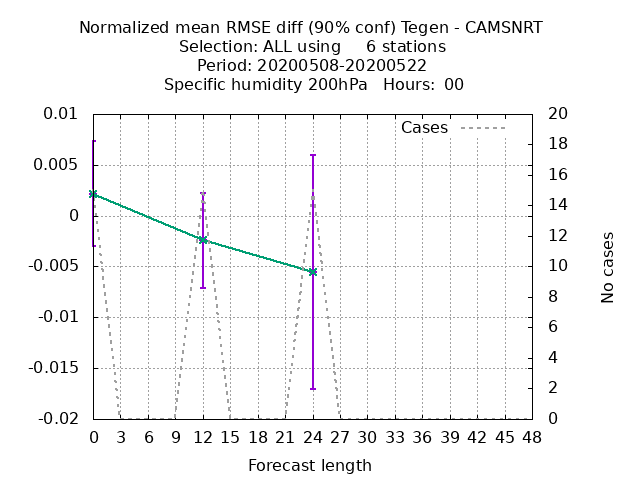 Normalized mean RMSE diff (90% conf) Tegen - CAMSNRT
Selection: ALL using     6 stations
Period: 20200508-20200522
Specific humidity 200hPa   Hours: 00
0.01
0.005
0
-0.005
-0.01
-0.015
-0.02
Cases
20
18
16
14
12
10
8
6
4
2
0
No cases
0 3 6 9 12 15 18 21 24 27 30 33 36 39 42 45 48
Forecast length